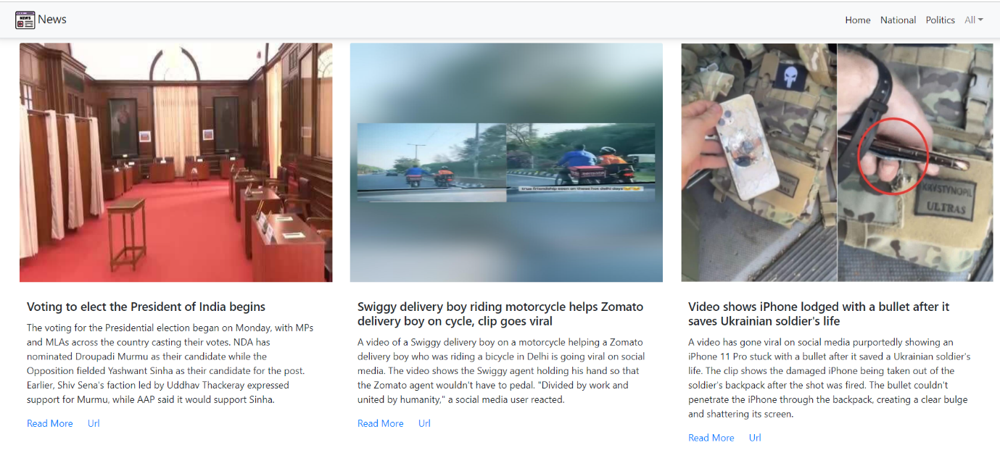 NEWS
News
Home National Politics All
true friendship seen on these hot delhi days
KRYSTYNOPIL
ULTRAS
Voting to elect the President of India begins
The voting for the Presidential election began on Monday, with MPs
and MLAs across the country casting their votes. NDA has
nominated Droupadi Murmu as their candidate while the
Opposition fielded Yashwant Sinha as their candidate for the post.
Earlier, Shiv Sena's faction led by Uddhav Thackeray expressed
support for Murmu, while AAP said it would support Sinha.
Read More Url
Swiggy delivery boy riding motorcycle helps Zomato
delivery boy on cycle, clip goes viral
A video of a Swiggy delivery boy on a motorcycle helping a Zomato
delivery boy who was riding a bicycle in Delhi is going viral on social
media. The video shows the Swiggy agent holding his hand so that
the Zomato agent wouldn't have to pedal. "Divided by work and
united by humanity," a social media user reacted.
Read More Url
Video shows iPhone lodged with a bullet after it
saves Ukrainian soldier's life
A video has gone viral on social media purportedly showing an
iPhone 11 Pro stuck with a bullet after it saved a Ukrainian soldier's
life. The clip shows the damaged iPhone being taken out of the
soldier's backpack after the shot was fired. The bullet couldn't
penetrate the iPhone through the backpack, creating a clear bulge
and shattering its screen.
Read More Url